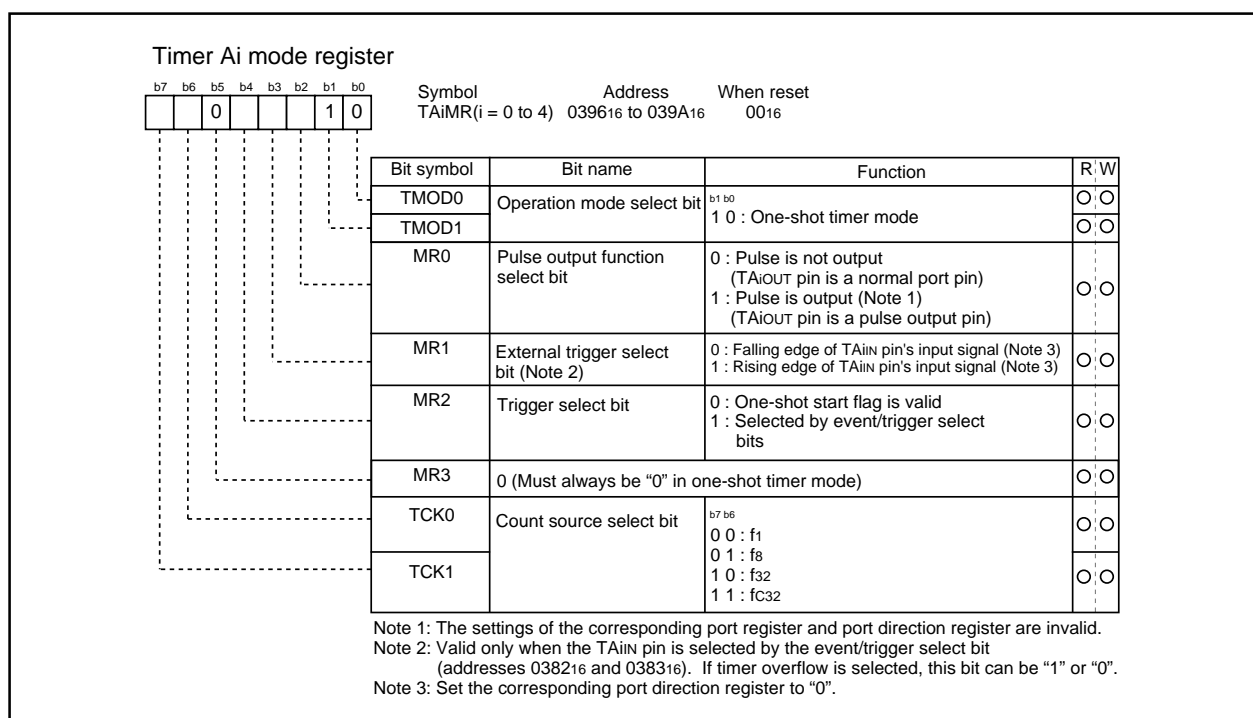 Timer Ai mode register
b7 b6 b5 b4 b3 b2 b1 b0
0 1 0
Symbol Address When reset
TAiMR(i = 0 to 4) 039616 to 039A16 0016
Bit symbol Bit name Function R W
TMOD0 Operation mode select bit b1 b0
1 0 : One-shot timer mode
TMOD1
MR0 Pulse output function select bit
0 : Pulse is not output
(TAiOUT pin is a normal port pin)
1 : Pulse is output (Note 1)
(TAiOUT pin is a pulse output pin)
MR1 External trigger select bit (Note 2)
0 : Falling edge of TAiIN pin's input signal (Note 3)
1 : Rising edge of TAiIN pin's input signal (Note 3)
MR2 Trigger select bit
0 : One-shot start flag is valid
1 : Selected by event/trigger select
bits
MR3 0 (Must always be “0” in one-shot timer mode)
TCK0 Count source select bit
b7 b6
0 0 : f1
0 1 : f8
TCK1
1 0 : f32
1 1 : fC32
Note 1: The settings of the corresponding port register and port direction register are invalid.
Note 2: Valid only when the TAiIN pin is selected by the event/trigger select bit
(addresses 038216 and 038316). If timer overflow is selected, this bit can be “1” or “0”.
Note 3: Set the corresponding port direction register to “0”.